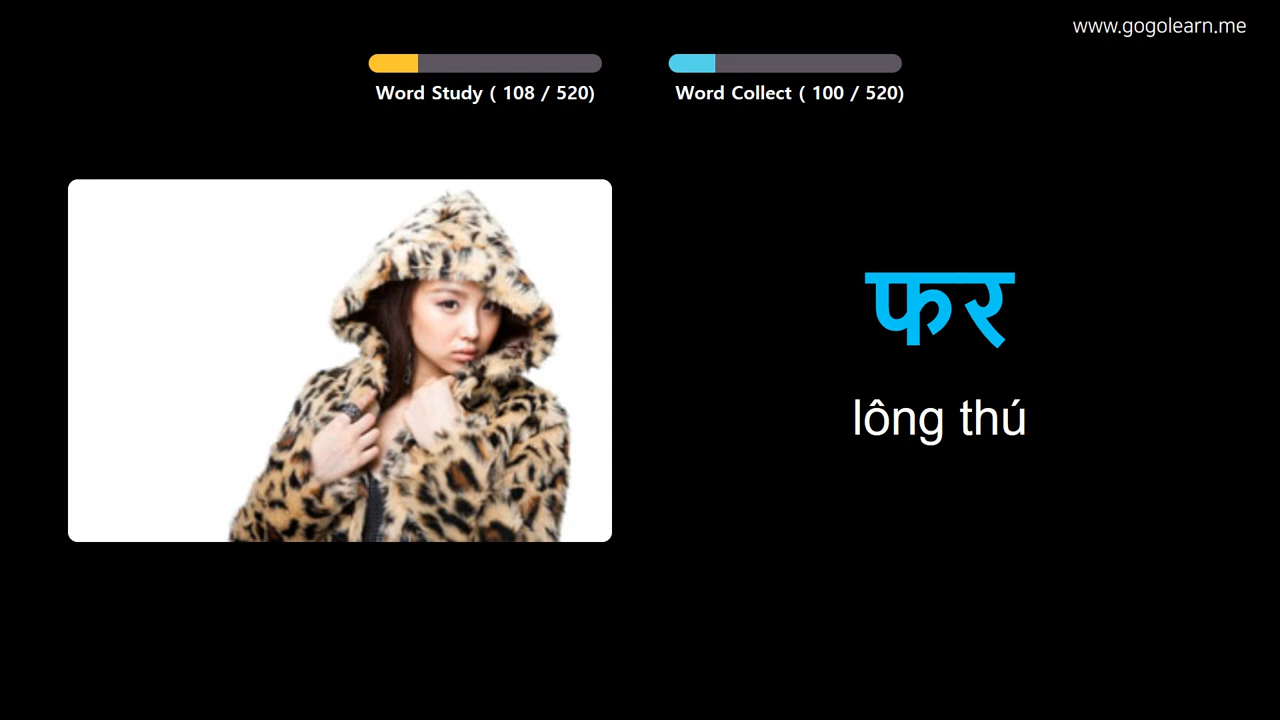 www.gogolearn.me
Word Study ( 108 / 520)
Word Collect ( 100 / 520)
फर
lông thú